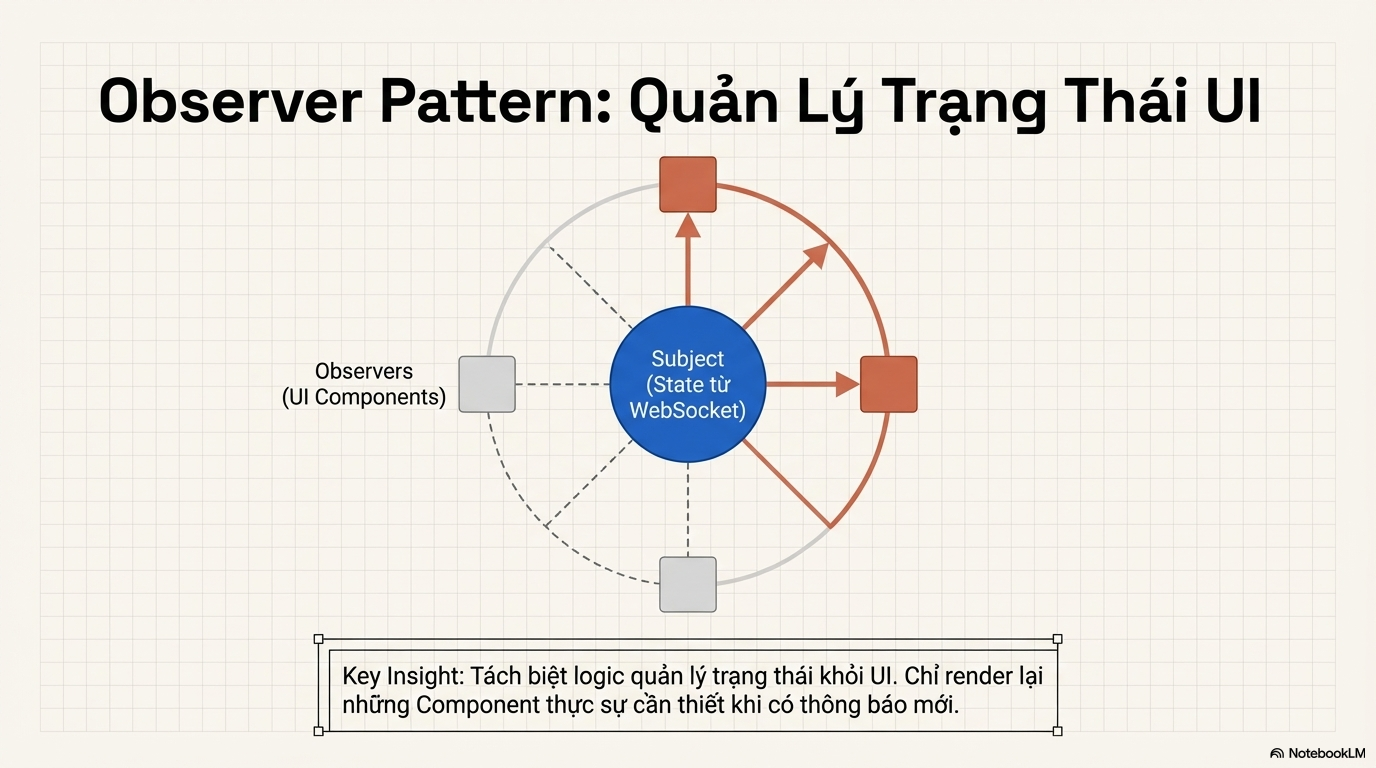 Observer Pattern: Quản Lý Trạng Thái UI
Subject
(State từ
WebSocket)
Observers
(UI Components)
Key Insight: Tách biệt logic quản lý trạng thái khỏi UI. Chỉ render lại
những Component thực sự cần thiết khi có thông báo mới.
NotebookLM